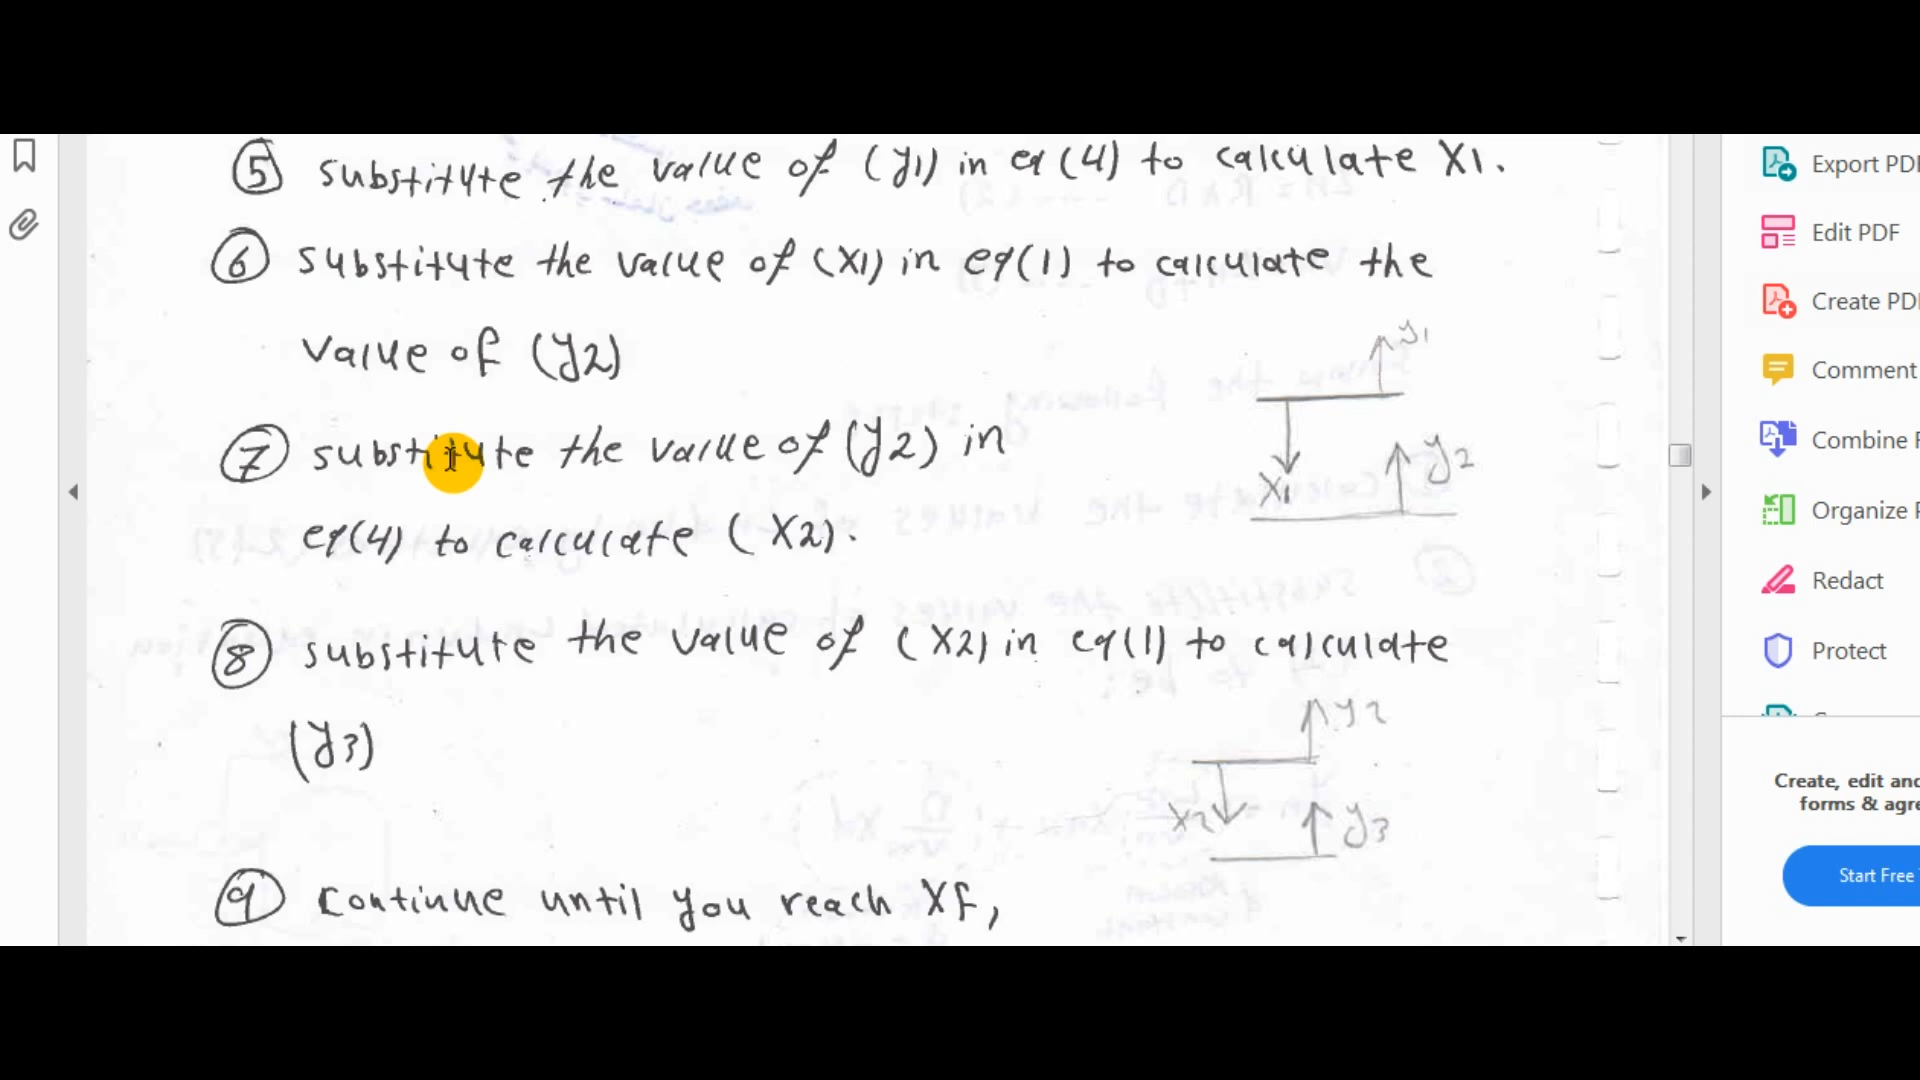 ⑤ substitute the value of (y1) in eq (4) to calculate X1.
⑥ substitute the value of (X1) in eq(1) to calculate the
value of (y2)
⑦ substitute the value of (y2) in
eq(4) to calculate (X2).
⑧ substitute the value of (X2) in eq(1) to calculate
(y3)
⑨ continue until you reach XF,
y1
X1
y2
y2
X2
y3
Export PDF
Edit PDF
Create PDF
Comment
Combine F
Organize P
Redact
Protect
Create, edit and
forms & agre
Start Free